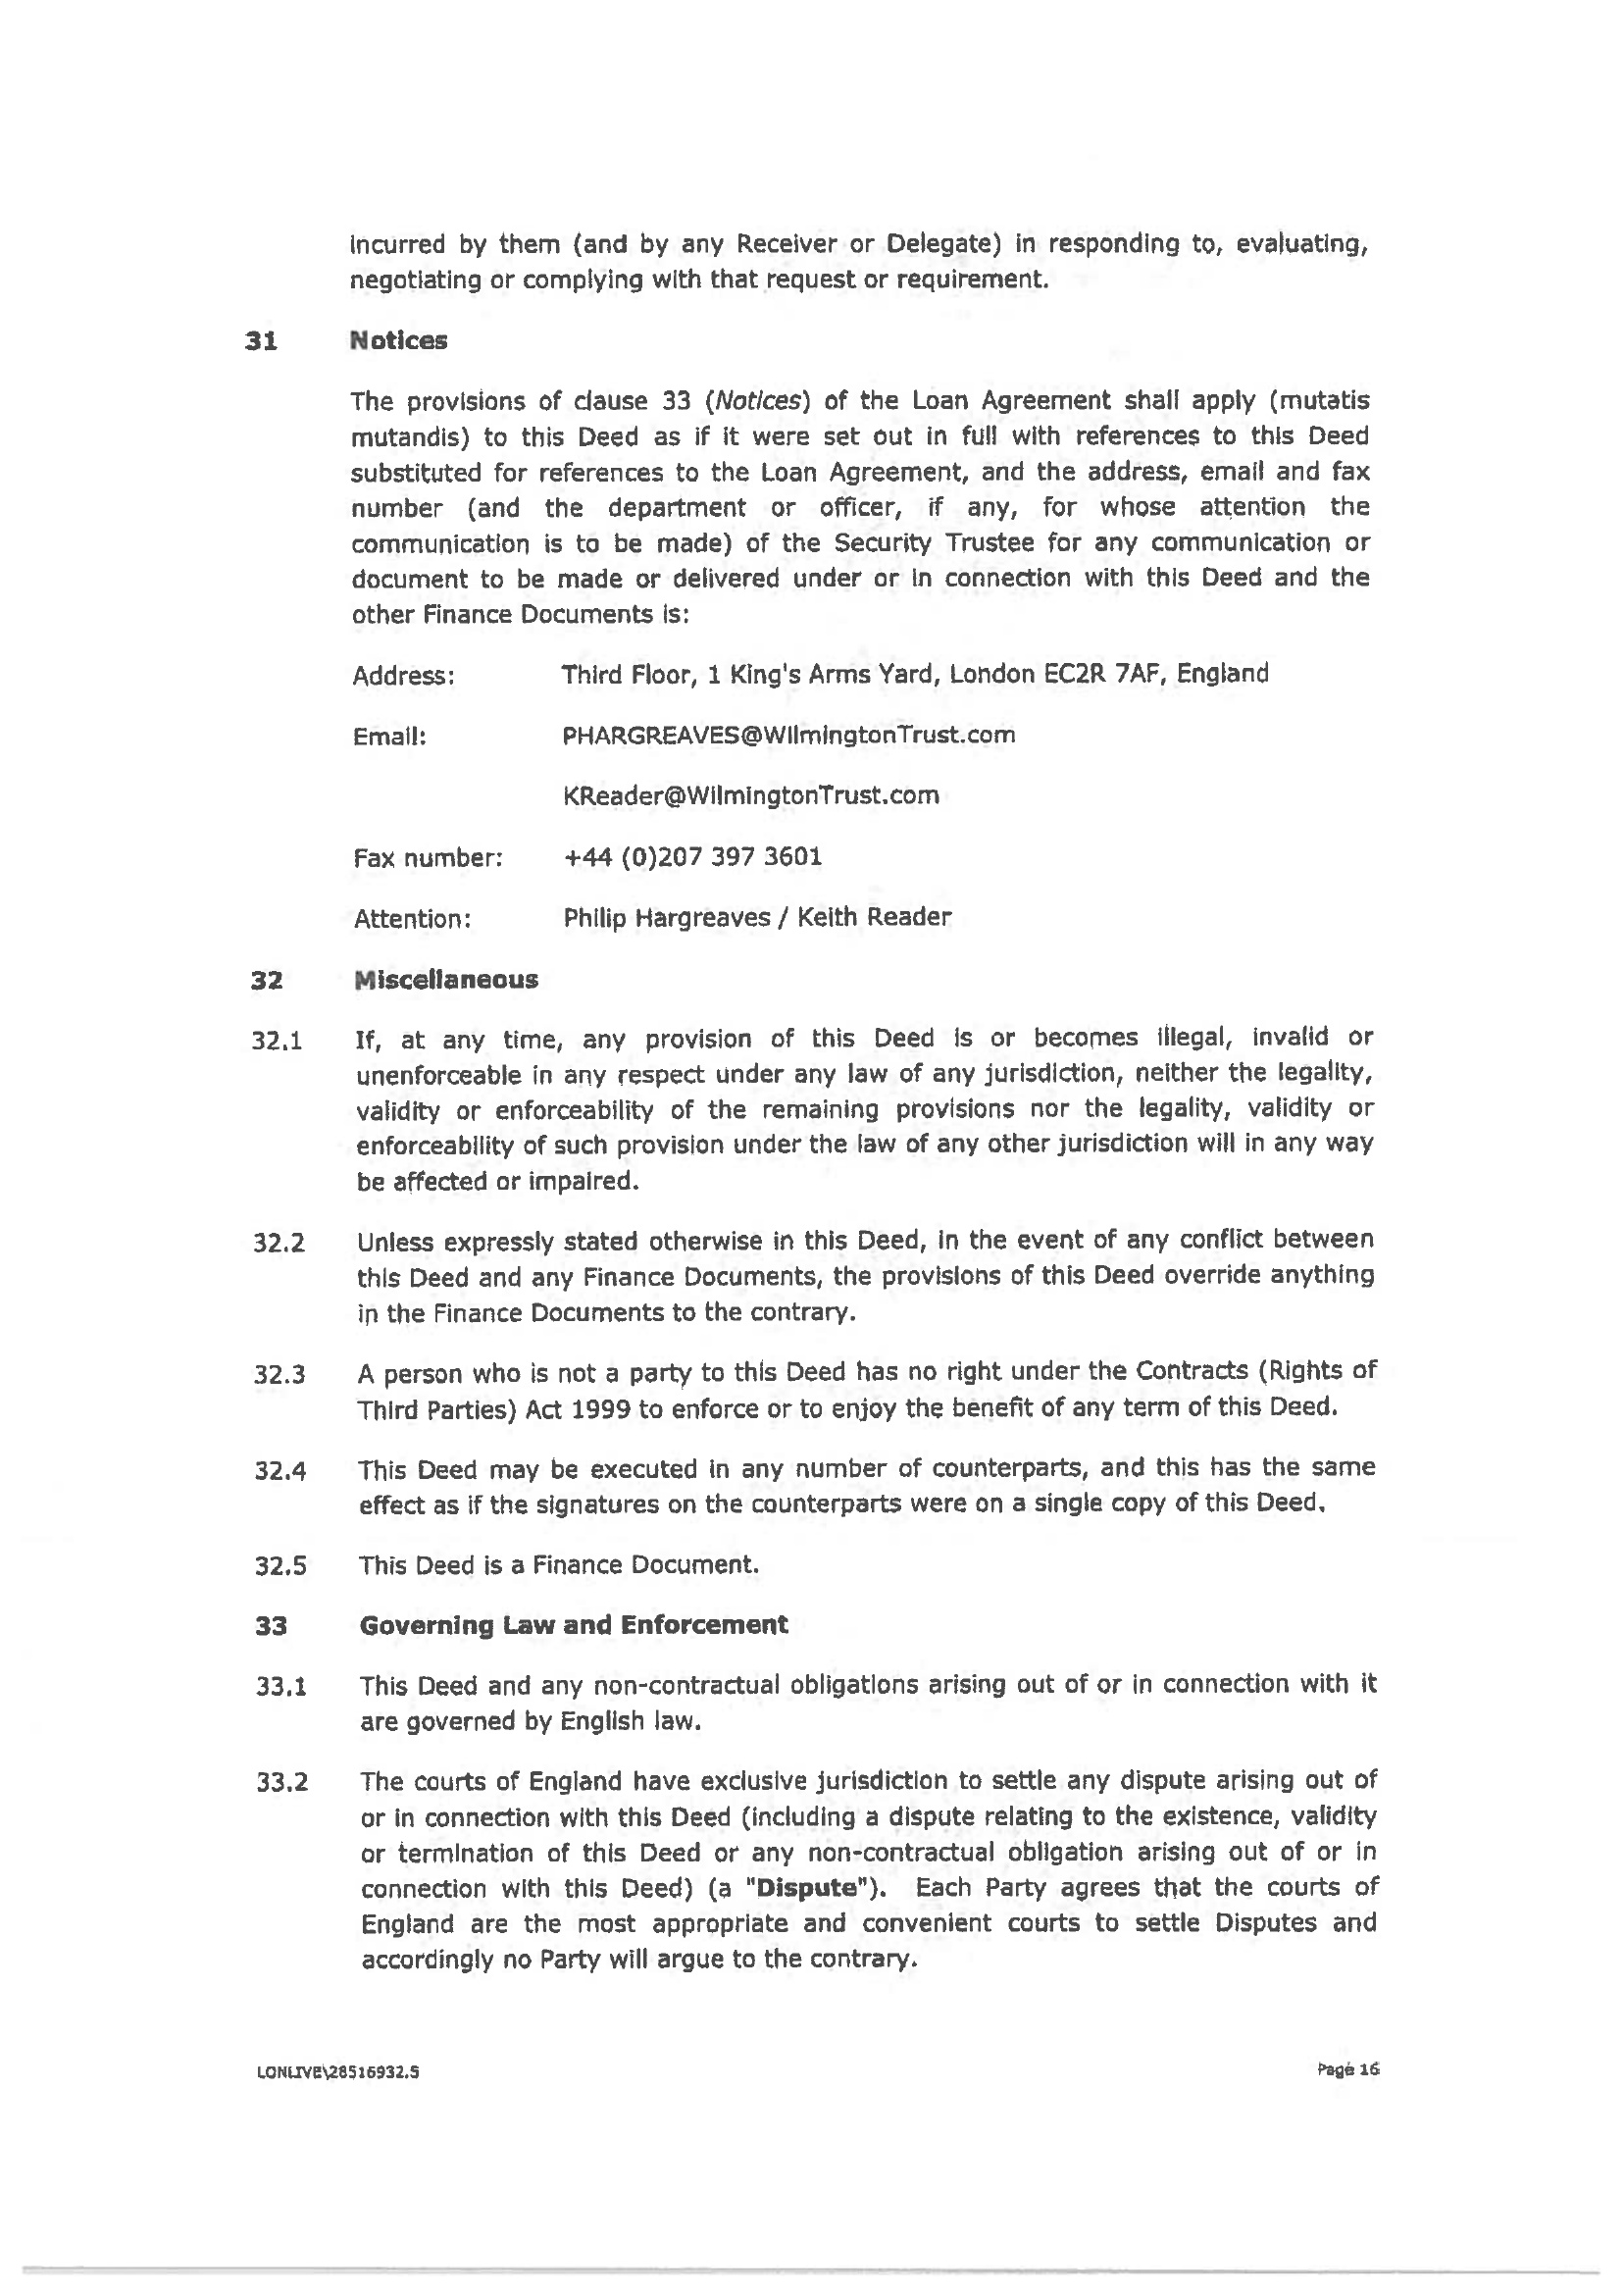 incurred by them (and by any Receiver or Delegate) in responding to, evaluating,
negotiating or complying with that request or requirement.
31 Notices
The provisions of clause 33 (Notices) of the Loan Agreement shall apply (mutatis
mutandis) to this Deed as if it were set out in full with references to this Deed
substituted for references to the Loan Agreement, and the address, email and fax
number (and the department or officer, if any, for whose attention the
communication is to be made) of the Security Trustee for any communication or
document to be made or delivered under or in connection with this Deed and the
other Finance Documents is:
Address: Third Floor, 1 King's Arms Yard, London EC2R 7AF, England
Email: PHARGREAVES@WilmingtonTrust.com
KReader@WilmingtonTrust.com
Fax number: +44 (0)207 397 3601
Attention: Philip Hargreaves / Keith Reader
32 Miscellaneous
32.1 If, at any time, any provision of this Deed is or becomes illegal, invalid or
unenforceable in any respect under any law of any jurisdiction, neither the legality,
validity or enforceability of the remaining provisions nor the legality, validity or
enforceability of such provision under the law of any other jurisdiction will in any way
be affected or impaired.
32.2 Unless expressly stated otherwise in this Deed, in the event of any conflict between
this Deed and any Finance Documents, the provisions of this Deed override anything
in the Finance Documents to the contrary.
32.3 A person who is not a party to this Deed has no right under the Contracts (Rights of
Third Parties) Act 1999 to enforce or to enjoy the benefit of any term of this Deed.
32.4 This Deed may be executed in any number of counterparts, and this has the same
effect as if the signatures on the counterparts were on a single copy of this Deed.
32.5 This Deed is a Finance Document.
33 Governing Law and Enforcement
33.1 This Deed and any non-contractual obligations arising out of or in connection with it
are governed by English law.
33.2 The courts of England have exclusive jurisdiction to settle any dispute arising out of
or in connection with this Deed (including a dispute relating to the existence, validity
or termination of this Deed or any non-contractual obligation arising out of or in
connection with this Deed) (a "Dispute"). Each Party agrees that the courts of
England are the most appropriate and convenient courts to settle Disputes and
accordingly no Party will argue to the contrary.
LONLIVE\28516932.5 Page 16